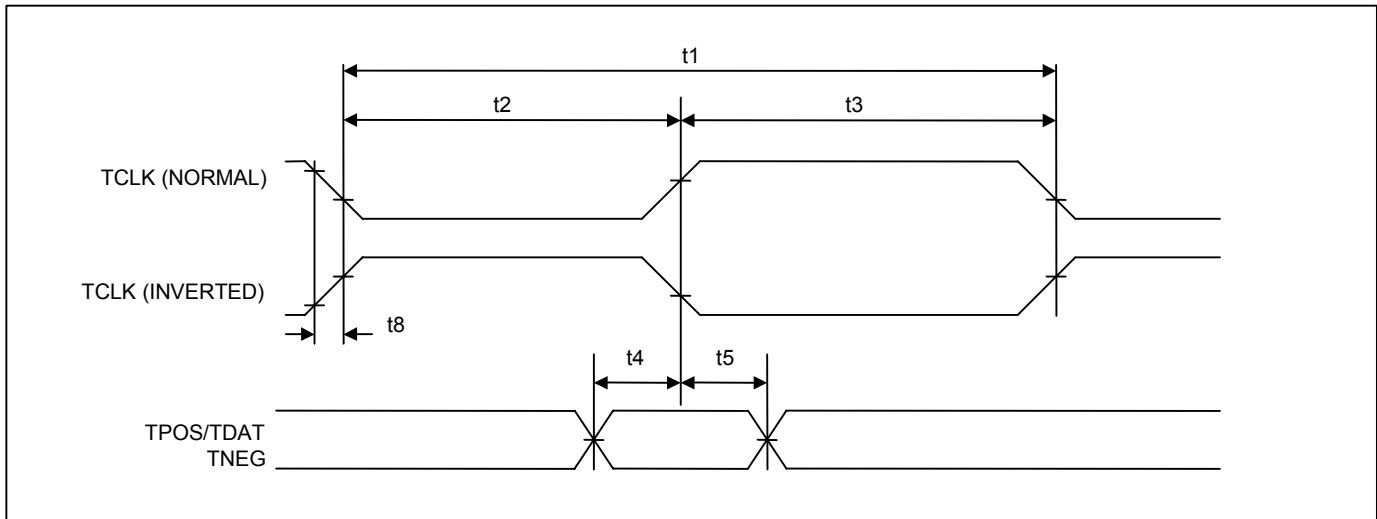 t1
t2
t3
TCLK (NORMAL)
TCLK (INVERTED)
t8
t4
t5
TPOS/TDAT
TNEG